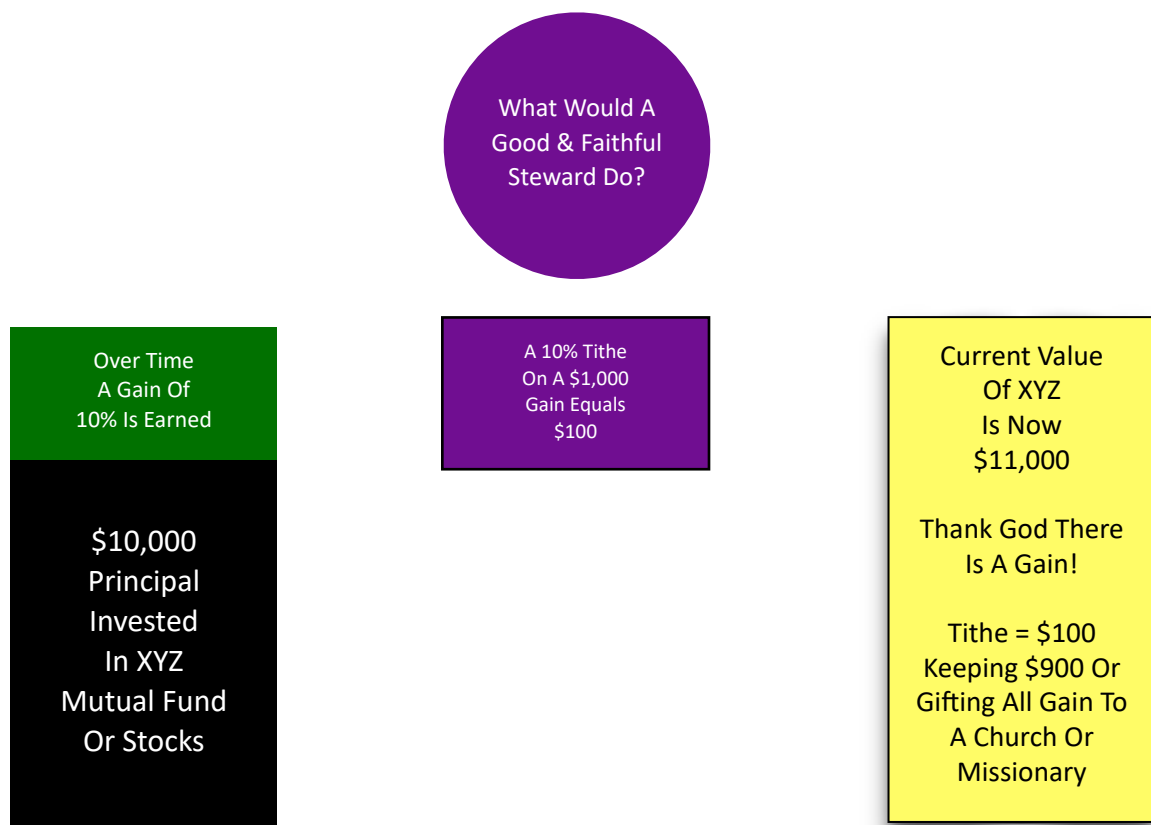 What Would A
Good & Faithful
Steward Do?
Over Time
A Gain Of
10% Is Earned
$10,000
Principal
Invested
In XYZ
Mutual Fund
Or Stocks
A 10% Tithe
On A $1,000
Gain Equals
$100
Current Value
Of XYZ
Is Now
$11,000
Thank God There
Is A Gain!
Tithe = $100
Keeping $900 Or
Gifting All Gain To
A Church Or
Missionary